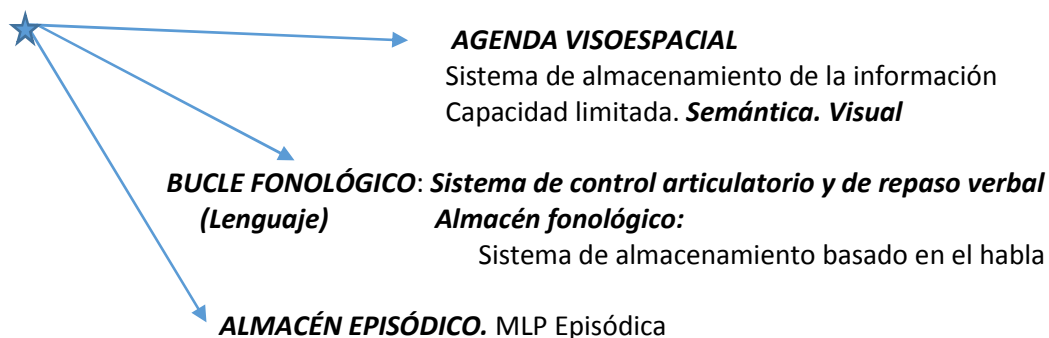 AGENDA VISOESPACIAL
Sistema de almacenamiento de la información
Capacidad limitada. Semántica. Visual
BUCLE FONOLÓGICO: Sistema de control articulatorio y de repaso verbal
(Lenguaje) Almacén fonológico:
Sistema de almacenamiento basado en el habla
ALMACÉN EPISÓDICO. MLP Episódica